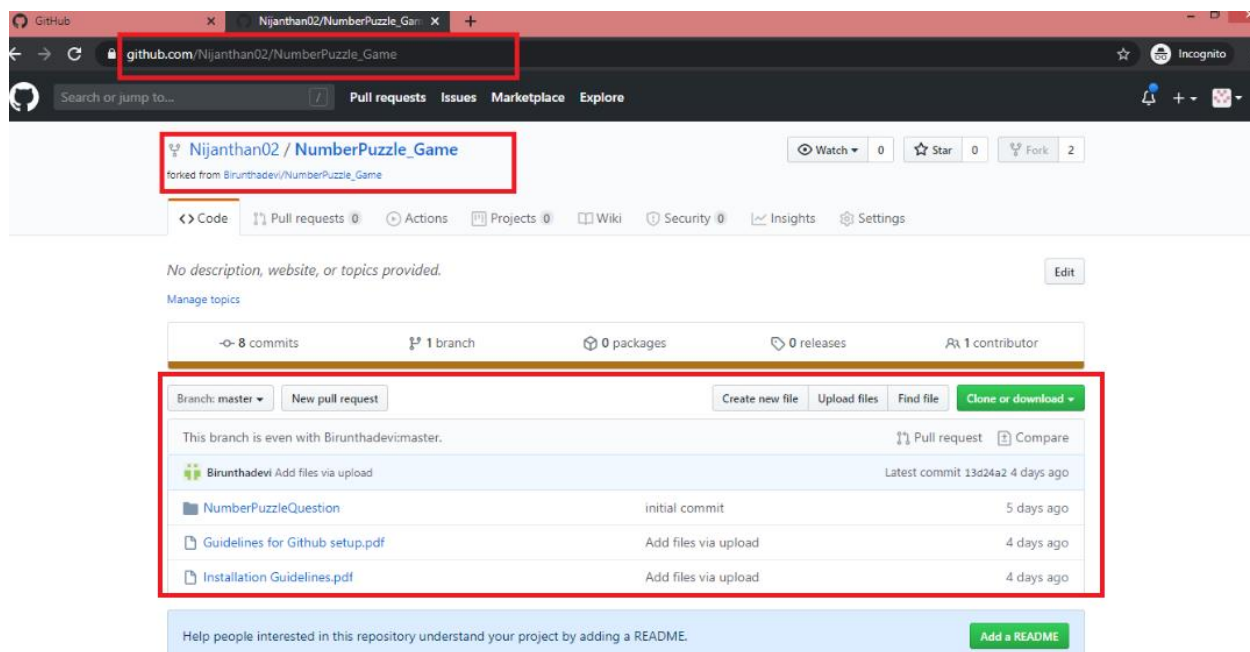 GitHub
Nijanthan02/NumberPuzzle_Gam
github.com/Nijanthan02/NumberPuzzle_Game
Incognito
Search or jump to...
/
Pull requests Issues Marketplace Explore
Nijanthan02 / NumberPuzzle_Game
Watch 0 Star 0 Fork 2
forked from Birunthadevi/NumberPuzzle_Game
Code Pull requests 0 Actions Projects 0 Wiki Security 0 Insights Settings
No description, website, or topics provided.
Edit
Manage topics
8 commits 1 branch 0 packages 0 releases 1 contributor
Branch: master New pull request Create new file Upload files Find file Clone or download
This branch is even with Birunthadevi:master. Pull request Compare
Birunthadevi Add files via upload Latest commit 13d24a2 4 days ago
NumberPuzzleQuestion initial commit 5 days ago
Guidelines for Github setup.pdf Add files via upload 4 days ago
Installation Guidelines.pdf Add files via upload 4 days ago
Help people interested in this repository understand your project by adding a README. Add a README